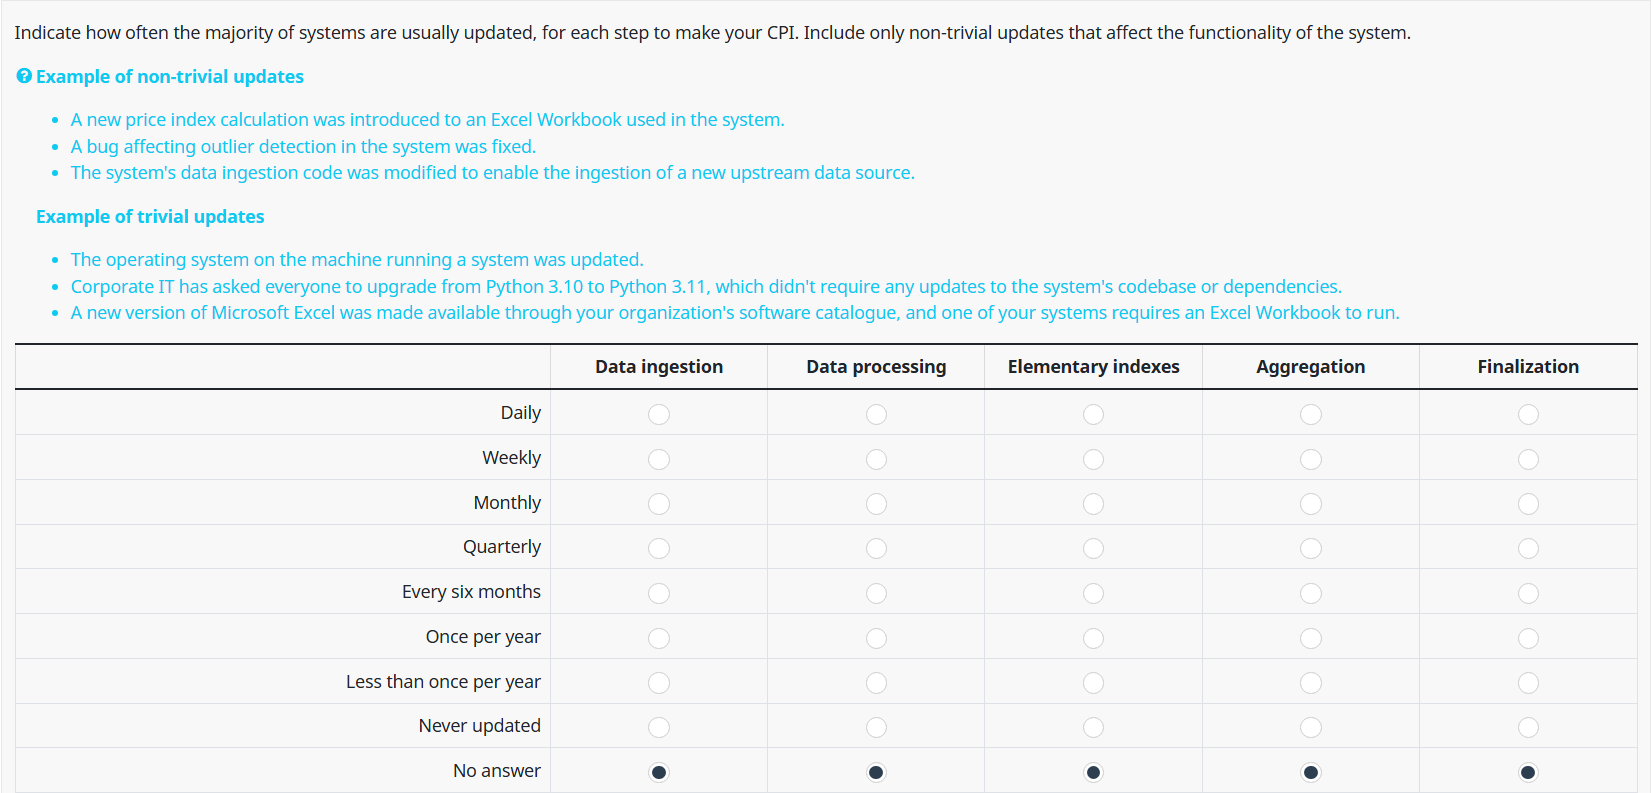 Indicate how often the majority of systems are usually updated, for each step to make your CPI. Include only non-trivial updates that affect the functionality of the system.
Example of non-trivial updates
• A new price index calculation was introduced to an Excel Workbook used in the system.
• A bug affecting outlier detection in the system was fixed.
• The system's data ingestion code was modified to enable the ingestion of a new upstream data source.
Example of trivial updates
• The operating system on the machine running a system was updated.
• Corporate IT has asked everyone to upgrade from Python 3.10 to Python 3.11, which didn't require any updates to the system's codebase or dependencies.
• A new version of Microsoft Excel was made available through your organization's software catalogue, and one of your systems requires an Excel Workbook to run.
Data ingestion Data processing Elementary indexes Aggregation Finalization
Daily
Weekly
Monthly
Quarterly
Every six months
Once per year
Less than once per year
Never updated
No answer